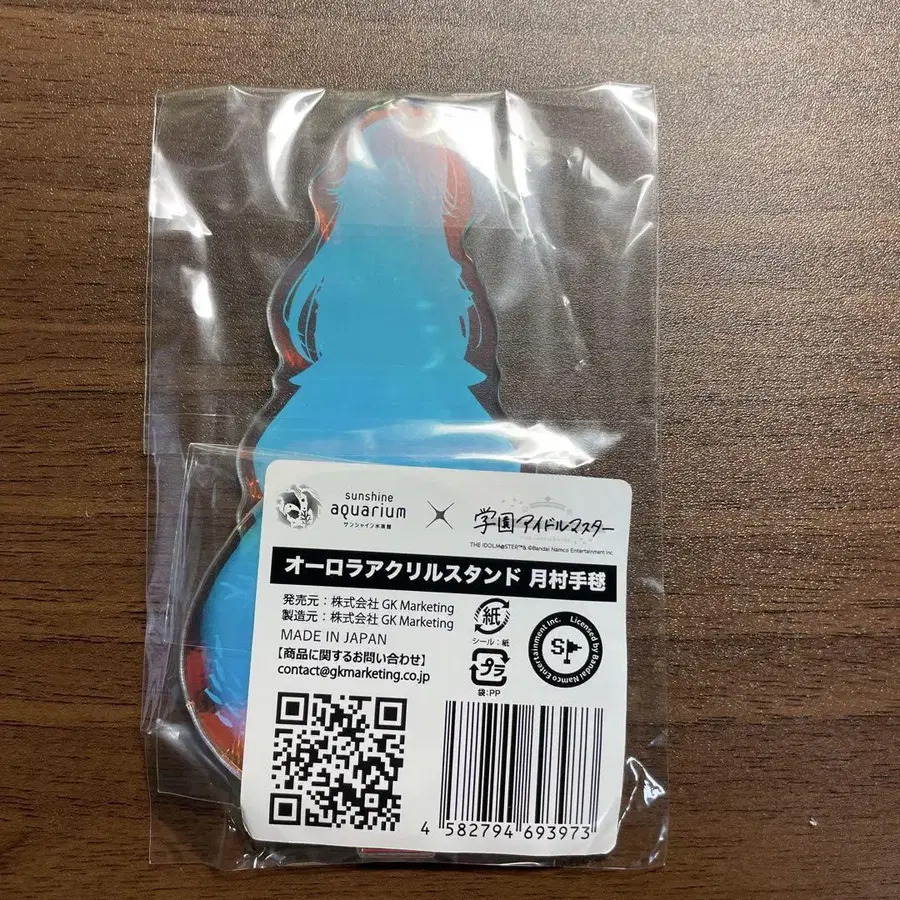 sunshine
aquarium
サンシャイン水族館
学園アイドルマスター
THE IDOLM@STER™& ©Bandai Namco Entertainment Inc.
オーロラアクリルスタンド 月村手毬
発売元：株式会社 GK Marketing
製造元：株式会社 GK Marketing
MADE IN JAPAN
【商品に関するお問い合わせ】
contact@gkmarketing.co.jp
紙
シール：紙
プラ
袋：PP
Licensed by Bandai Namco Entertainment Inc.
S
4 582794 693973